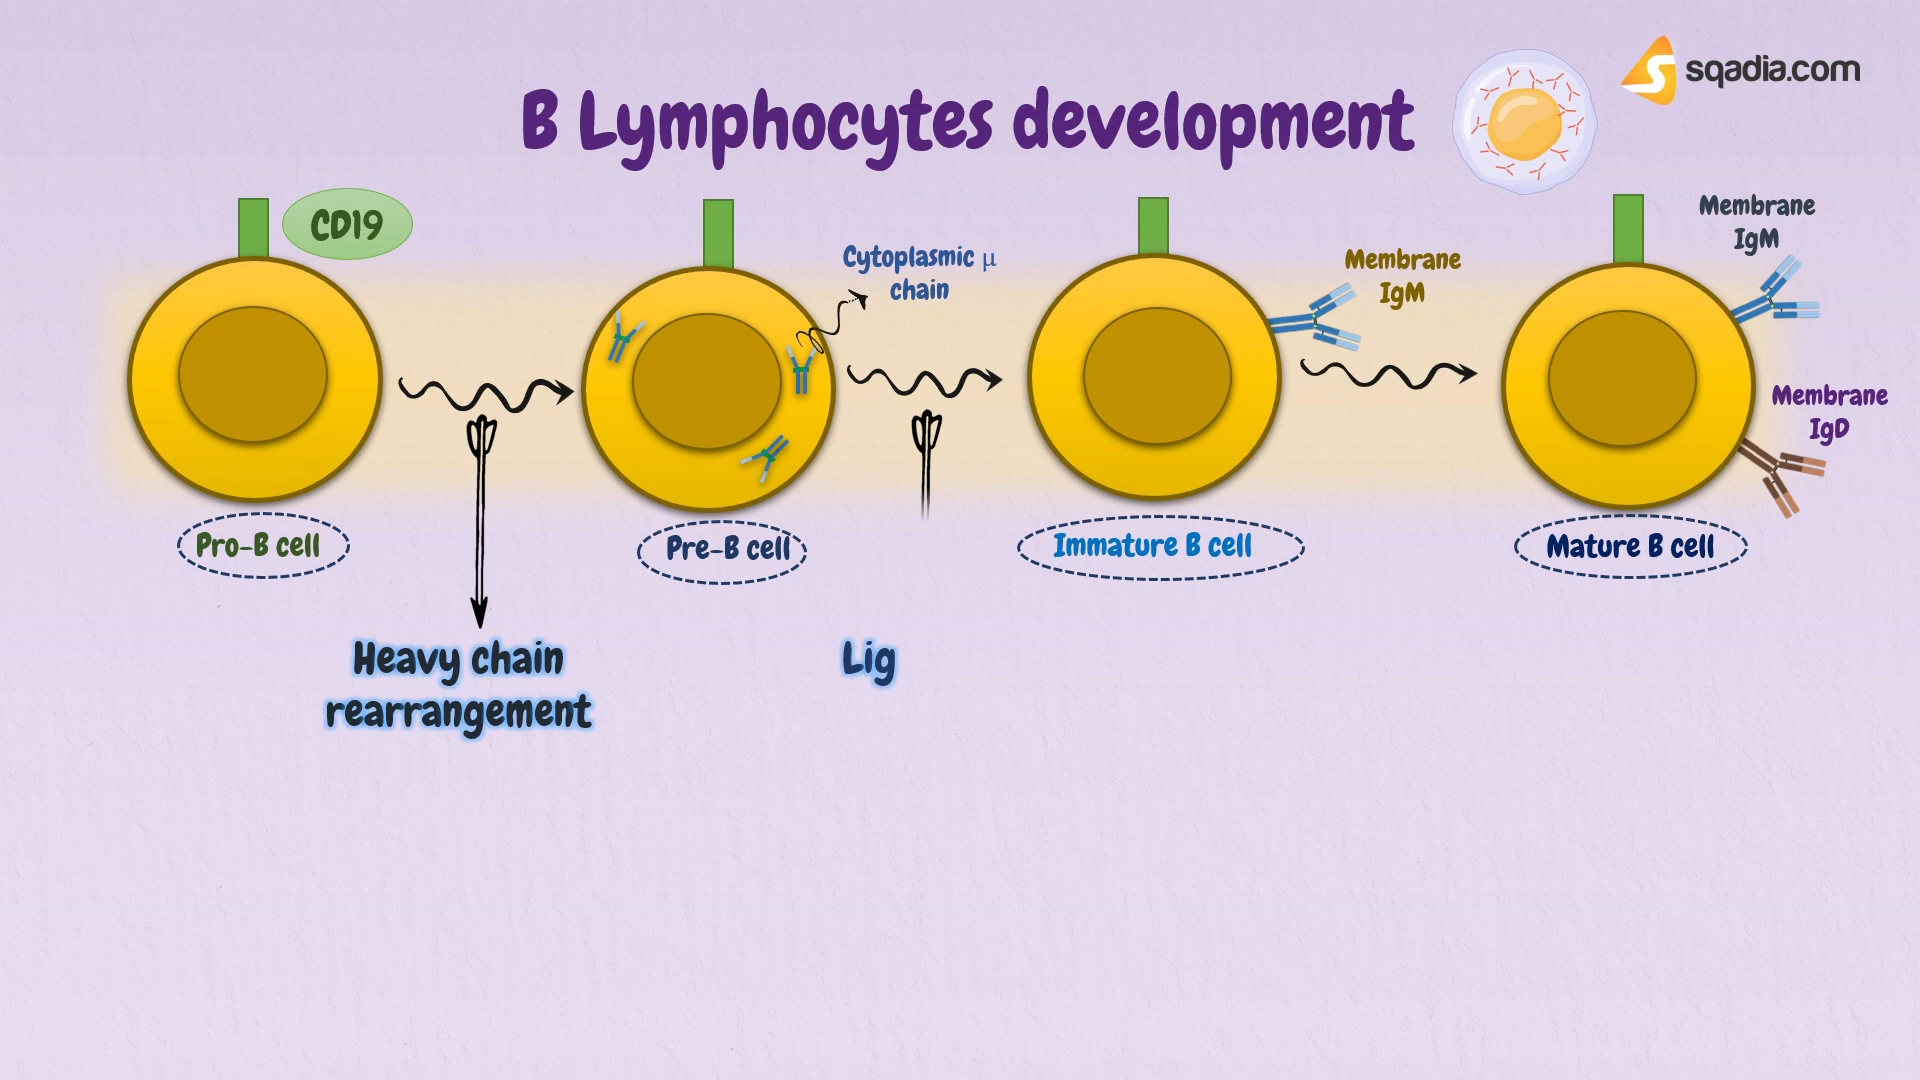 sqadia.com
B Lymphocytes development
CD19
Cytoplasmic µ
chain
Membrane
IgM
Membrane
IgM
Membrane
IgD
Pro-B cell
Pre-B cell
Immature B cell
Mature B cell
Heavy chain
rearrangement
Lig